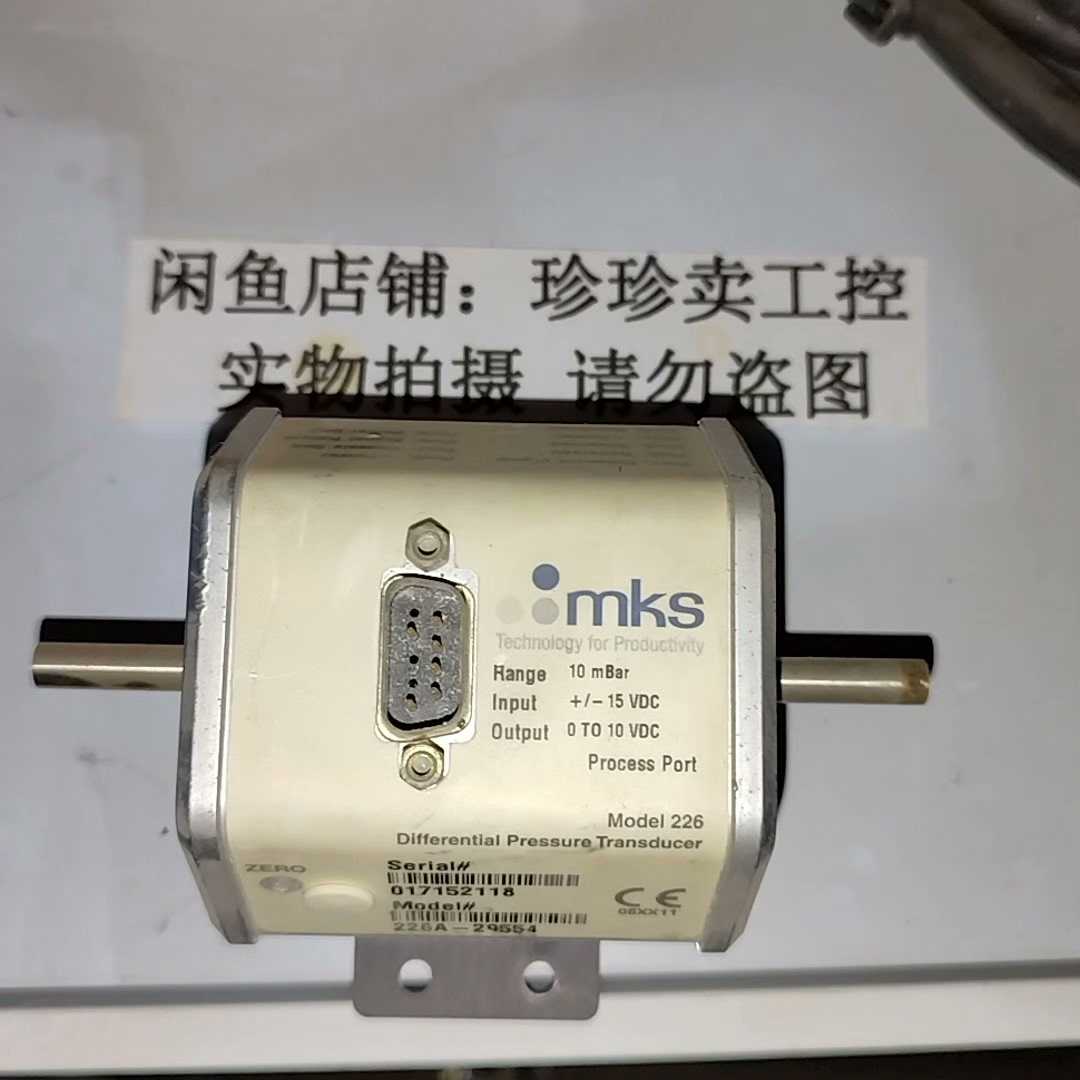 闲鱼店铺：珍珍卖工控
实物拍摄 请勿盗图
mks
Technology for Productivity
Range 10 mBar
Input +/- 15 VDC
Output 0 TO 10 VDC
Process Port
Model 226
Differential Pressure Transducer
ZERO
Serial#
017152118
Model#
226A-29554
CE
08XX11